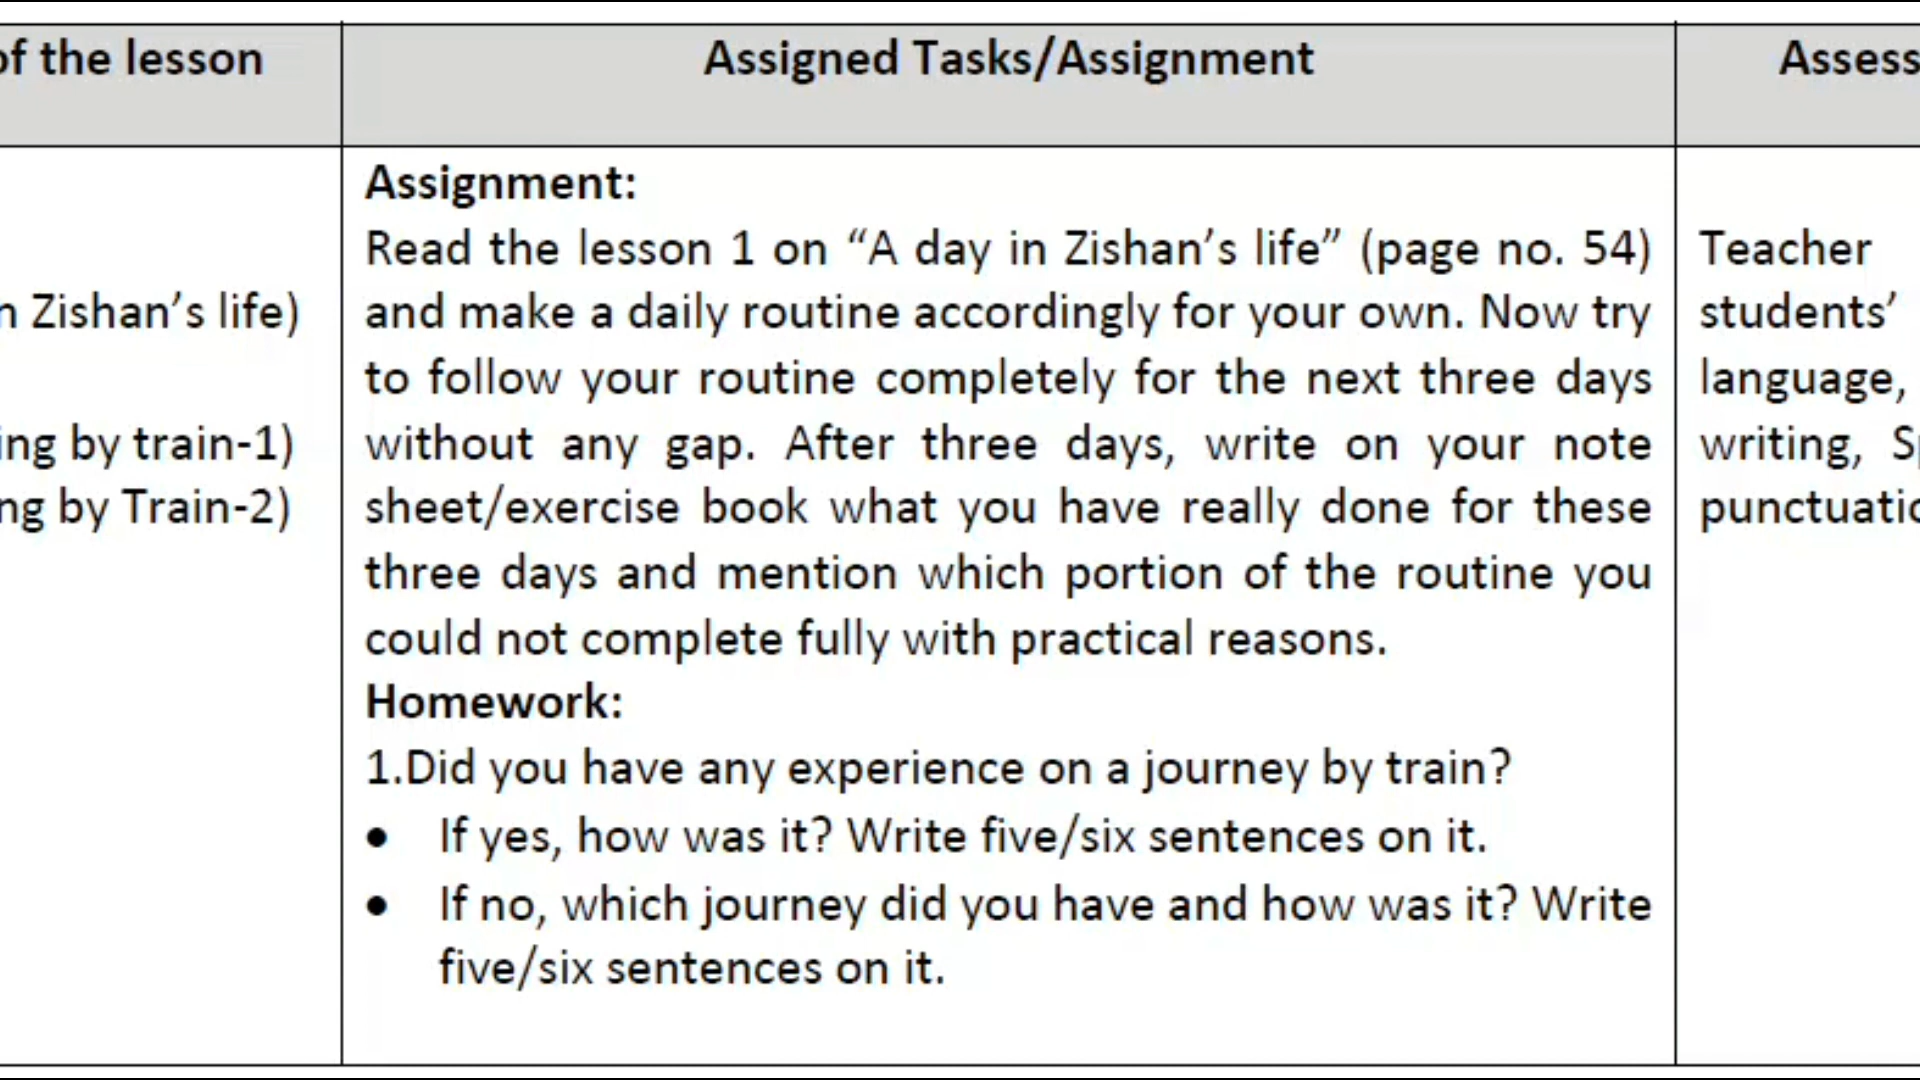 of the lesson
Assigned Tasks/Assignment
n Zishan's life)
ing by train-1)
ng by Train-2)
Assignment:
Read the lesson 1 on “A day in Zishan’s life” (page no. 54)
and make a daily routine accordingly for your own. Now try
to follow your routine completely for the next three days
without any gap. After three days, write on your note
sheet/exercise book what you have really done for these
three days and mention which portion of the routine you
could not complete fully with practical reasons.
Homework:
1.Did you have any experience on a journey by train?
• If yes, how was it? Write five/six sentences on it.
• If no, which journey did you have and how was it? Write
five/six sentences on it.
Assess
Teacher
students’
language,
writing, Sp
punctuatio